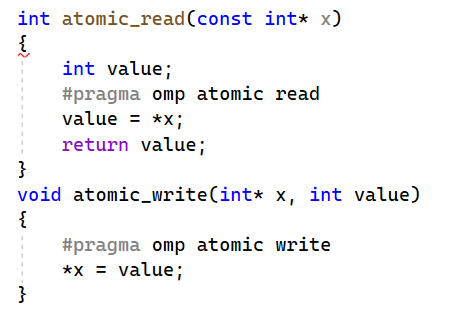 int atomic_read(const int* x)
{
    int value;
    #pragma omp atomic read
    value = *x;
    return value;
}
void atomic_write(int* x, int value)
{
    #pragma omp atomic write
    *x = value;
}